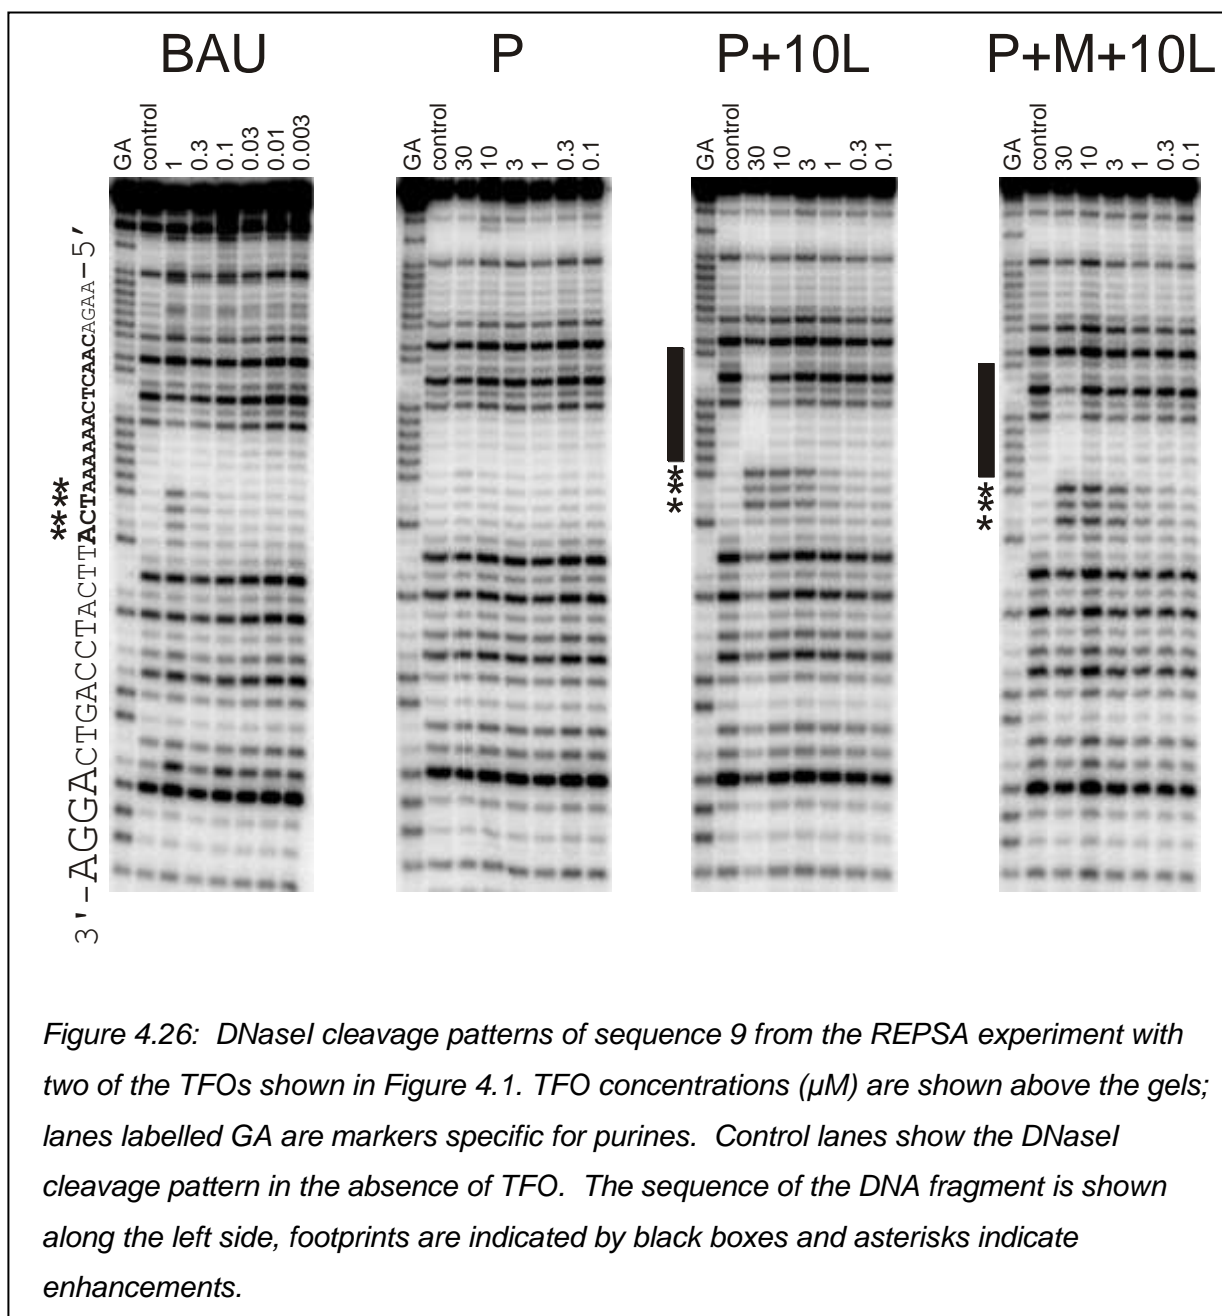 BAU P P+10L P+M+10L
GA control 1 0.3 0.1 0.03 0.01 0.003
GA control 30 10 3 1 0.3 0.1
GA control 30 10 3 1 0.3 0.1
GA control 30 10 3 1 0.3 0.1
****
3'-AGGACTGACCTACTTACTAAAAAACTCAACAGAA-5'
***
***
Figure 4.26: DNaseI cleavage patterns of sequence 9 from the REPSA experiment with
two of the TFOs shown in Figure 4.1. TFO concentrations (µM) are shown above the gels;
lanes labelled GA are markers specific for purines. Control lanes show the DNaseI
cleavage pattern in the absence of TFO. The sequence of the DNA fragment is shown
along the left side, footprints are indicated by black boxes and asterisks indicate
enhancements.